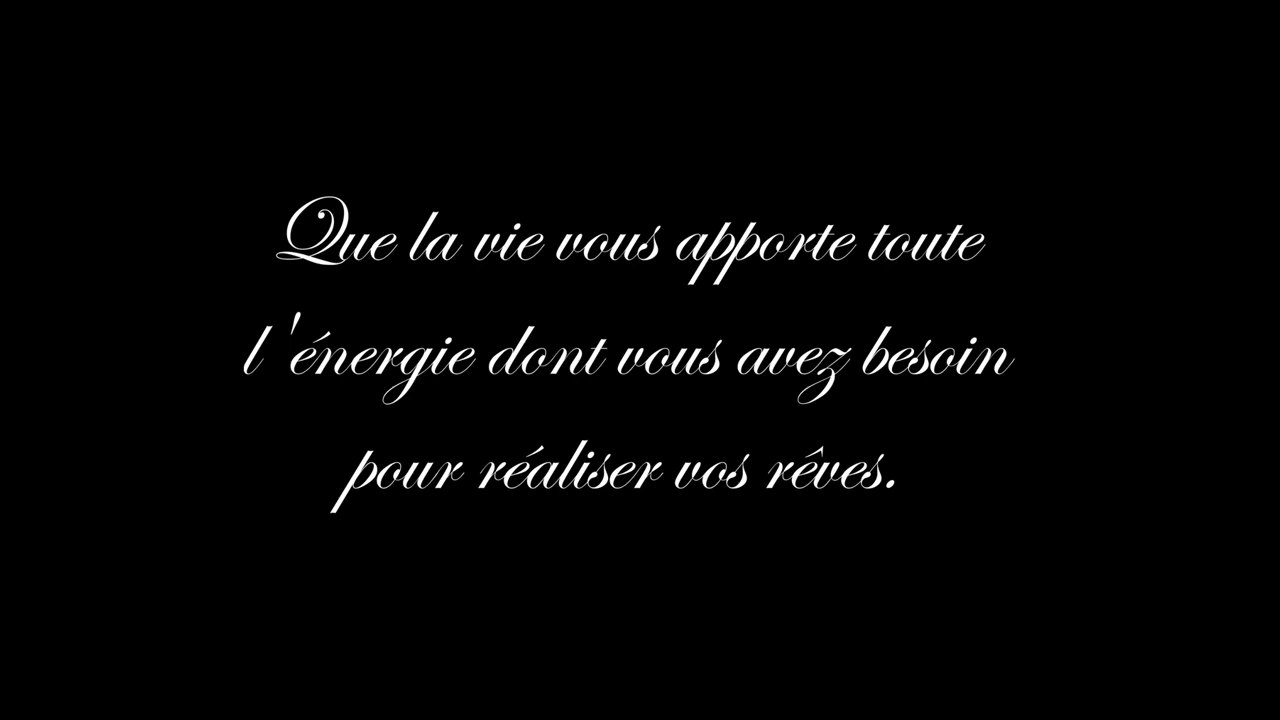 Que la vie vous apporte toute
l'énergie dont vous avez besoin
pour réaliser vos rêves.